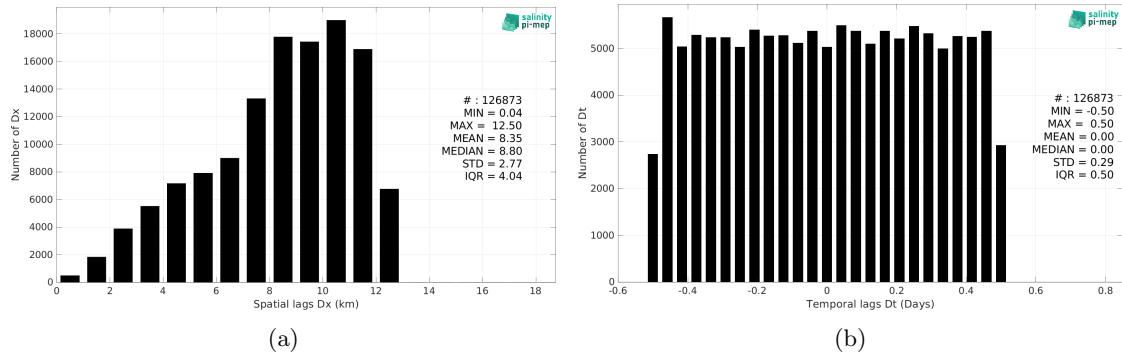 salinity
pi-mep
Number of Dx
18000
16000
14000
12000
10000
8000
6000
4000
2000
0
# : 126873
MIN = 0.04
MAX = 12.50
MEAN = 8.35
MEDIAN = 8.80
STD = 2.77
IQR = 4.04
0 2 4 6 8 10 12 14 16 18
Spatial lags Dx (km)
(a)
salinity
pi-mep
Number of Dt
5000
4000
3000
2000
1000
0
# : 126873
MIN = -0.50
MAX = 0.50
MEAN = 0.00
MEDIAN = 0.00
STD = 0.29
IQR = 0.50
-0.6 -0.4 -0.2 0 0.2 0.4 0.6 0.8
Temporal lags Dt (Days)
(b)